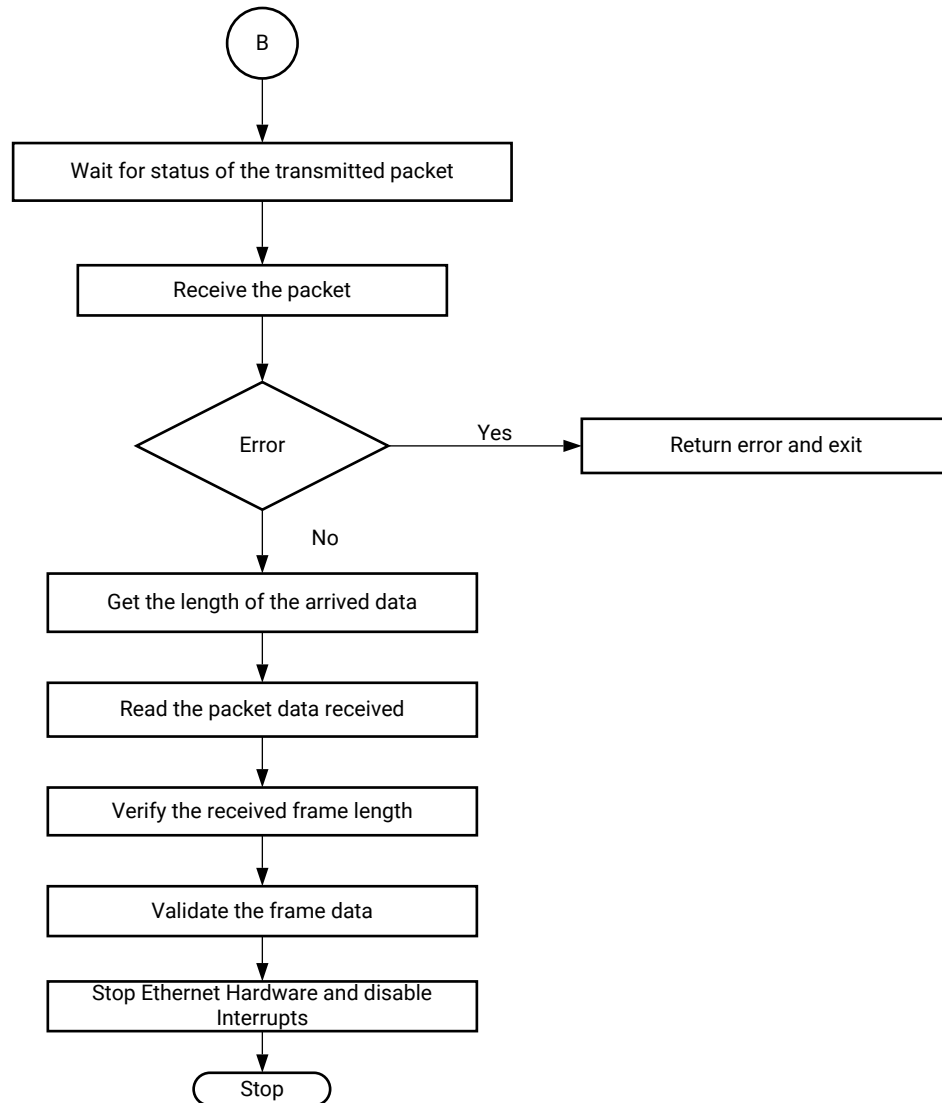 B
Wait for status of the transmitted packet
Receive the packet
Error
Yes
Return error and exit
No
Get the length of the arrived data
Read the packet data received
Verify the received frame length
Validate the frame data
Stop Ethernet Hardware and disable
Interrupts
Stop